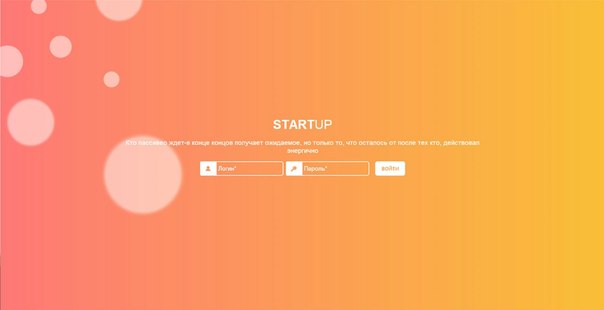 STARTUP
Кто пассивно ждет-в конце концов получает ожидаемое, но только то, что осталось от после тех кто, действовал
энергично
Логин*
Пароль*
ВОЙТИ